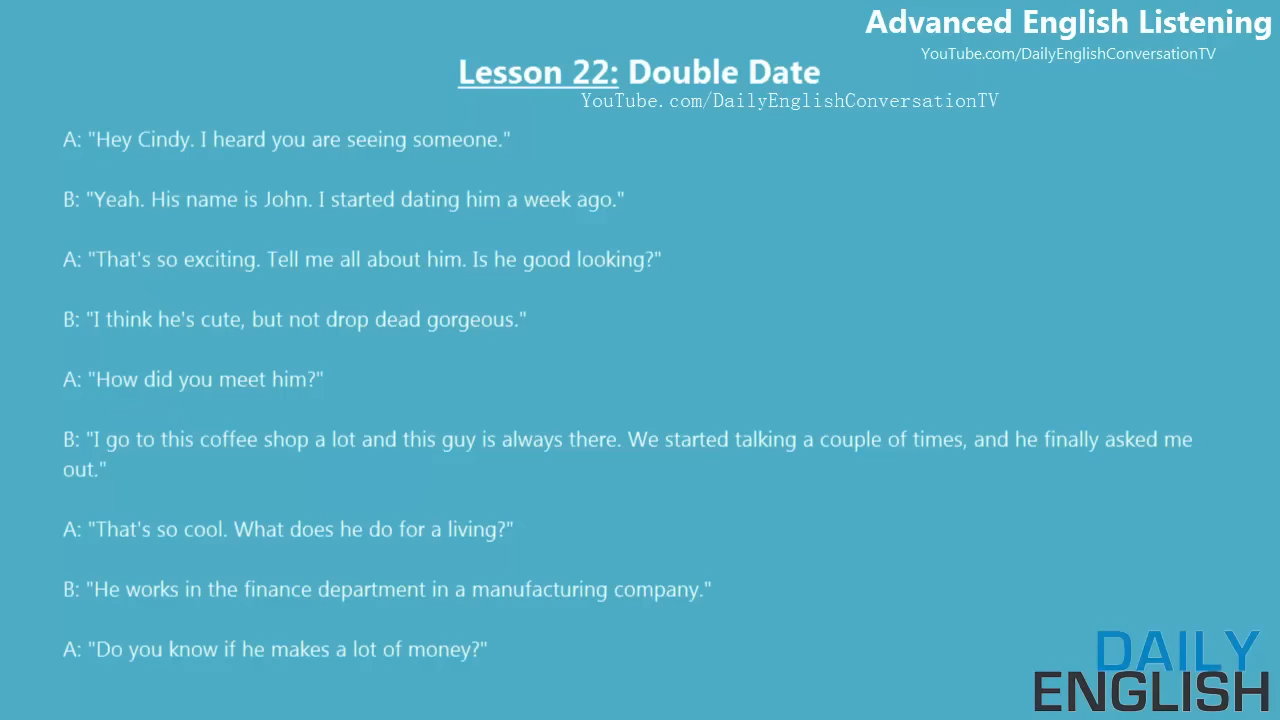 Advanced English Listening
YouTube.com/DailyEnglishConversationTV
Lesson 22: Double Date
YouTube.com/DailyEnglishConversationTV
A: "Hey Cindy. I heard you are seeing someone."
B: "Yeah. His name is John. I started dating him a week ago."
A: "That's so exciting. Tell me all about him. Is he good looking?"
B: "I think he's cute, but not drop dead gorgeous."
A: "How did you meet him?"
B: "I go to this coffee shop a lot and this guy is always there. We started talking a couple of times, and he finally asked me
out."
A: "That's so cool. What does he do for a living?"
B: "He works in the finance department in a manufacturing company."
A: "Do you know if he makes a lot of money?"
DAILY
ENGLISH